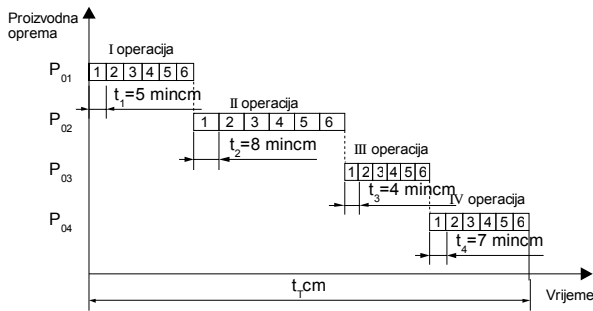 Proizvodna
oprema
I operacija
P01
1 2 3 4 5 6
t1=5 mincm
II operacija
P02
1 2 3 4 5 6
t2=8 mincm
III operacija
P03
1 2 3 4 5 6
t3=4 mincm
IV operacija
P04
1 2 3 4 5 6
t4=7 mincm
tTcm
Vrijeme